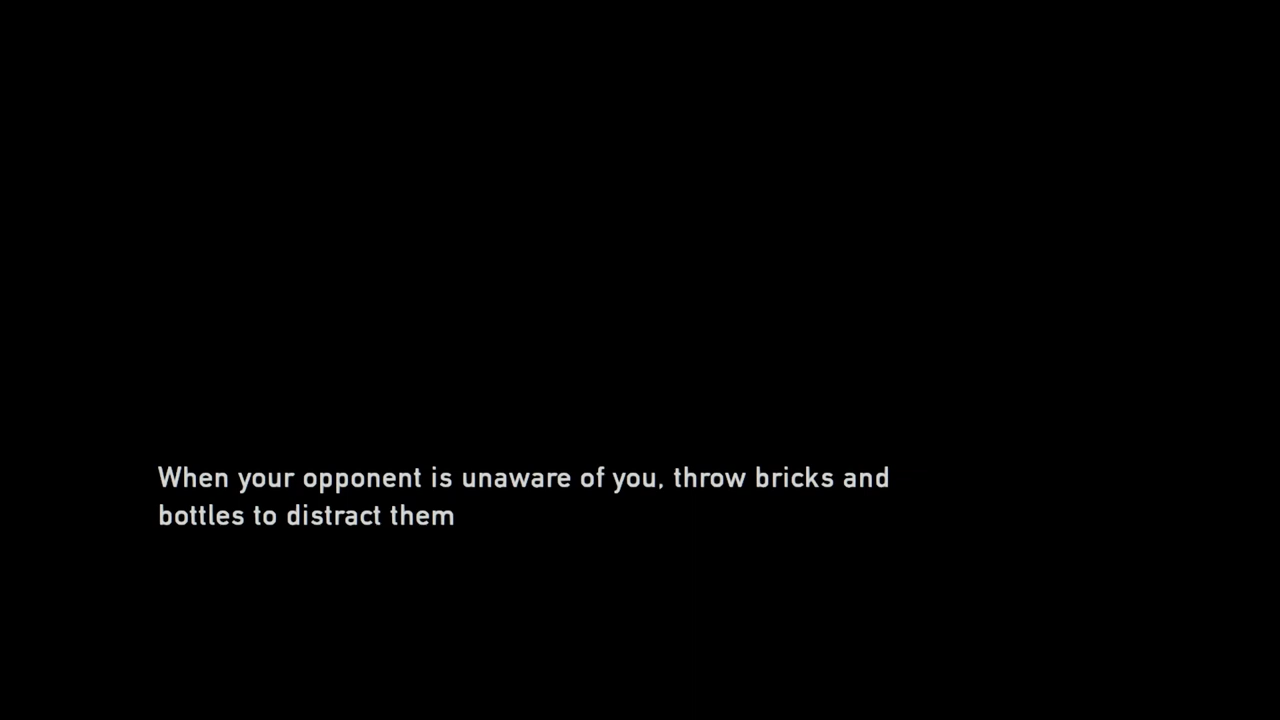 When your opponent is unaware of you, throw bricks and
bottles to distract them